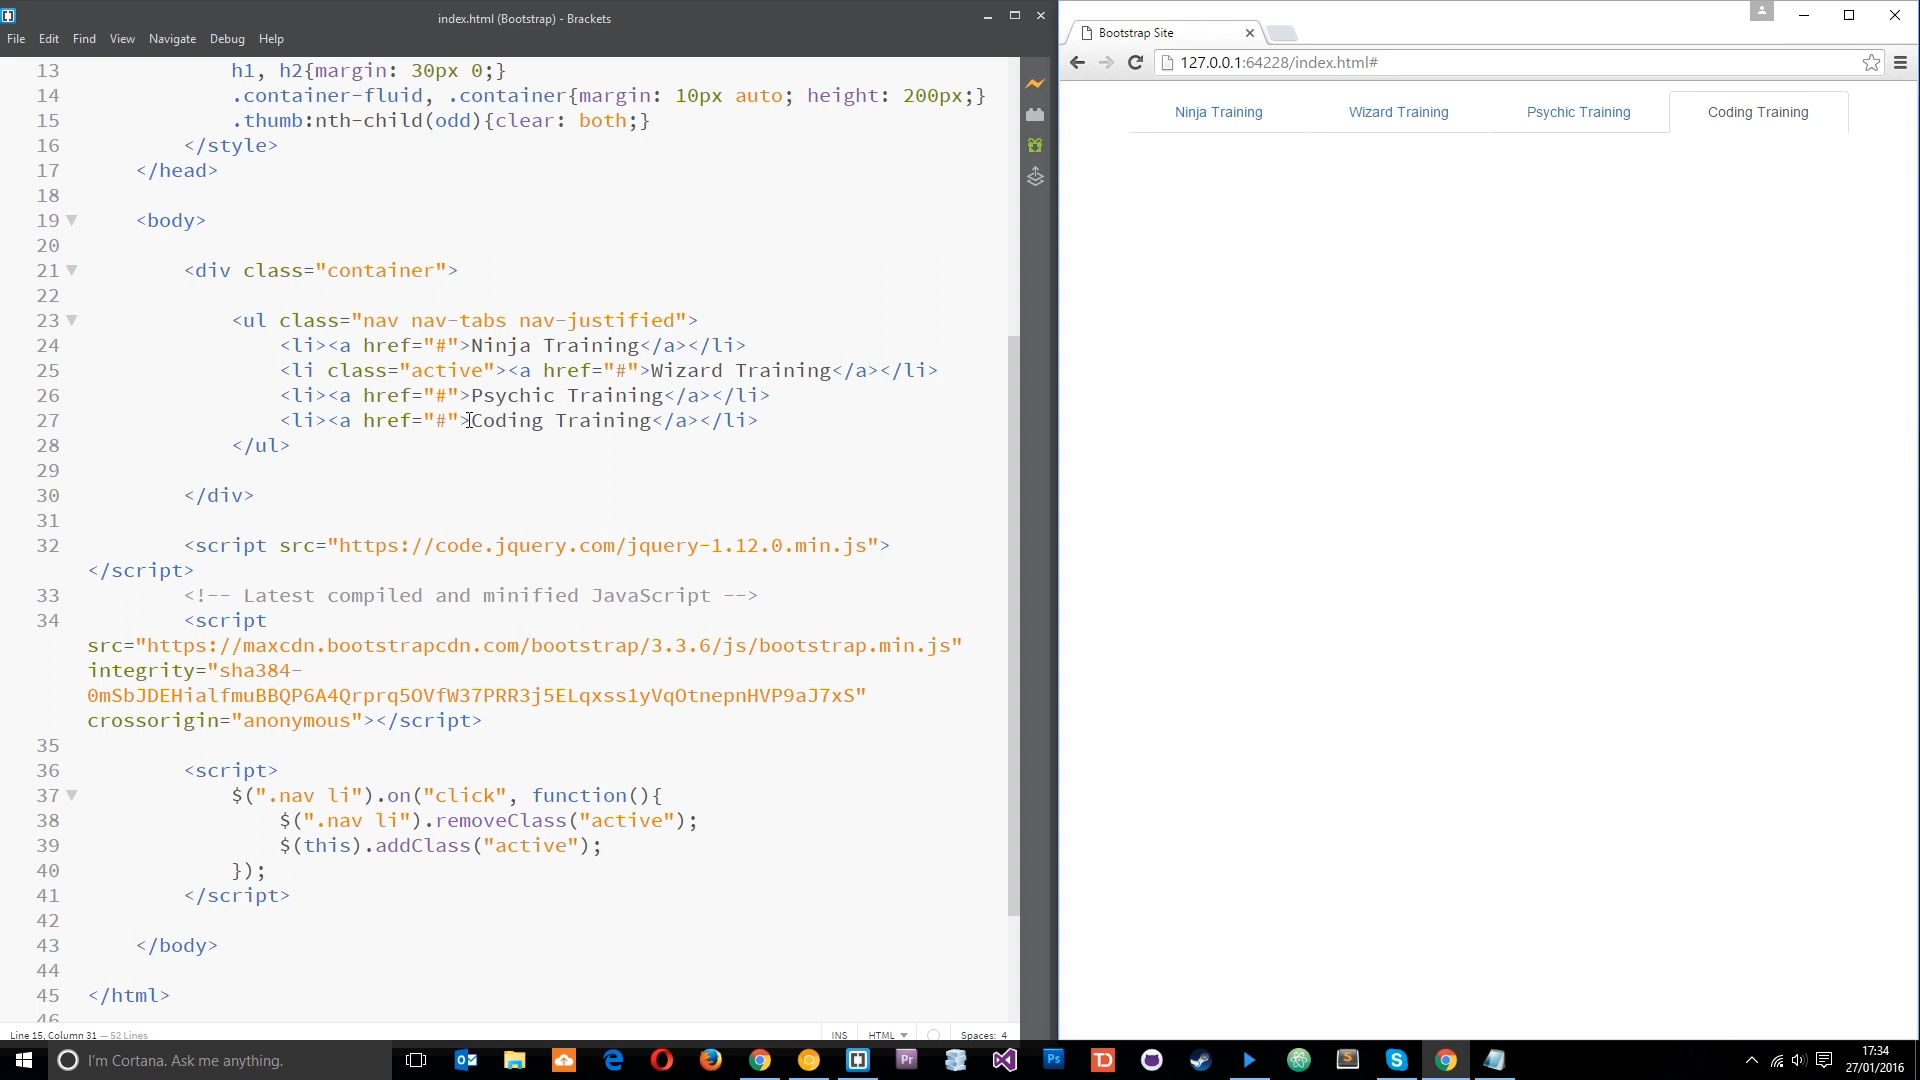 index.html (Bootstrap) - Brackets
File Edit Find View Navigate Debug Help
13 h1, h2{margin: 30px 0;}
14 .container-fluid, .container{margin: 10px auto; height: 200px;}
15 .thumb:nth-child(odd){clear: both;}
16 </style>
17 </head>
18
19 <body>
20
21 <div class="container">
22
23 <ul class="nav nav-tabs nav-justified">
24 <li><a href="#">Ninja Training</a></li>
25 <li class="active"><a href="#">Wizard Training</a></li>
26 <li><a href="#">Psychic Training</a></li>
27 <li><a href="#">Coding Training</a></li>
28 </ul>
29
30 </div>
31
32 <script src="https://code.jquery.com/jquery-1.12.0.min.js">
</script>
33 <!-- Latest compiled and minified JavaScript -->
34 <script
src="https://maxcdn.bootstrapcdn.com/bootstrap/3.3.6/js/bootstrap.min.js"
integrity="sha384-
0mSbJDEHialfmuBBQP6A4Qrprq5OVfW37PRR3j5ELqxss1yVqOtnepnHVP9aJ7xS"
crossorigin="anonymous"></script>
35
36 <script>
37 $(".nav li").on("click", function(){
38 $(".nav li").removeClass("active");
39 $(this).addClass("active");
40 });
41 </script>
42
43 </body>
44
45 </html>
46
Line 15, Column 31 — 52 Lines
INS HTML Spaces: 4
Bootstrap Site
127.0.0.1:64228/index.html#
Ninja Training Wizard Training Psychic Training Coding Training
I'm Cortana. Ask me anything.
Pr Ps TD S
17:34
27/01/2016